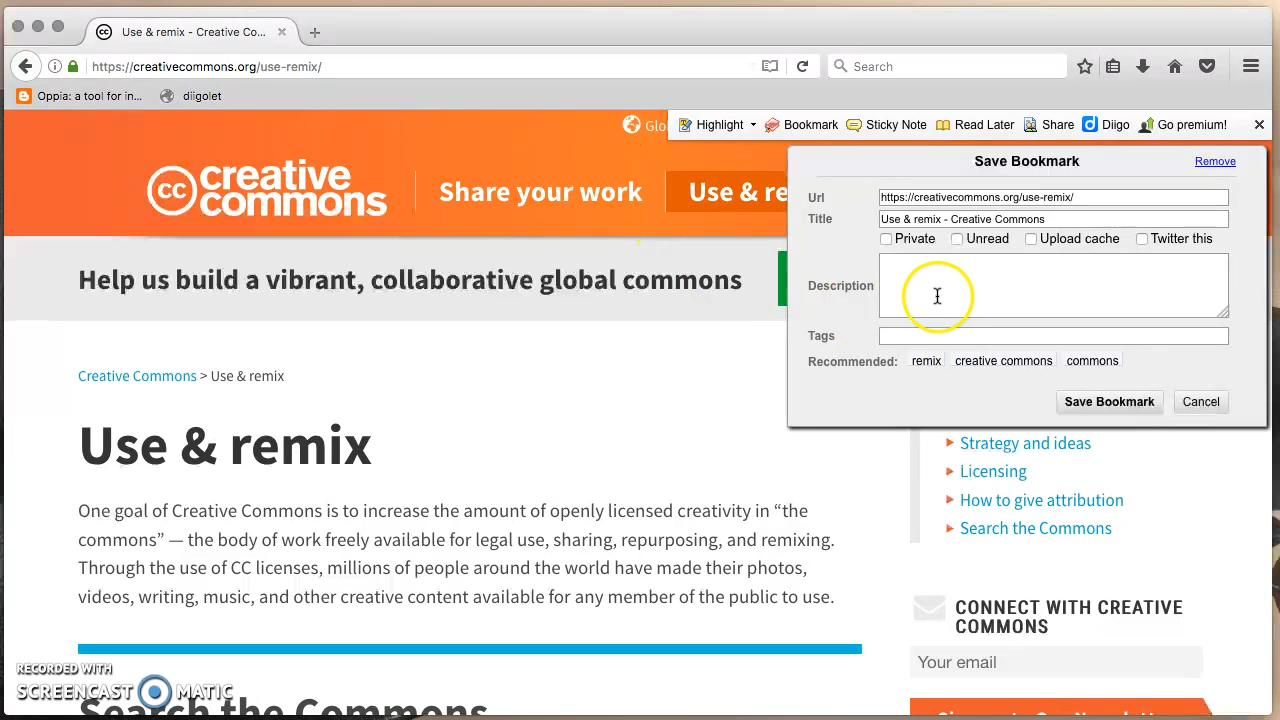 Use & remix - Creative Co...
https://creativecommons.org/use-remix/
Search
Oppia: a tool for in...
diigolet
Glo
Highlight
Bookmark
Sticky Note
Read Later
Share
Diigo
Go premium!
cc creative commons
Share your work
Use & re
Save Bookmark
Remove
Url https://creativecommons.org/use-remix/
Title Use & remix - Creative Commons
Private Unread Upload cache Twitter this
Description
Tags
Recommended: remix creative commons commons
Save Bookmark Cancel
Help us build a vibrant, collaborative global commons
Creative Commons > Use & remix
Use & remix
One goal of Creative Commons is to increase the amount of openly licensed creativity in “the
commons” — the body of work freely available for legal use, sharing, repurposing, and remixing.
Through the use of CC licenses, millions of people around the world have made their photos,
videos, writing, music, and other creative content available for any member of the public to use.
Search the Commons
Strategy and ideas
Licensing
How to give attribution
Search the Commons
CONNECT WITH CREATIVE
COMMONS
Your email
RECORDED WITH
SCREENCAST MATIC